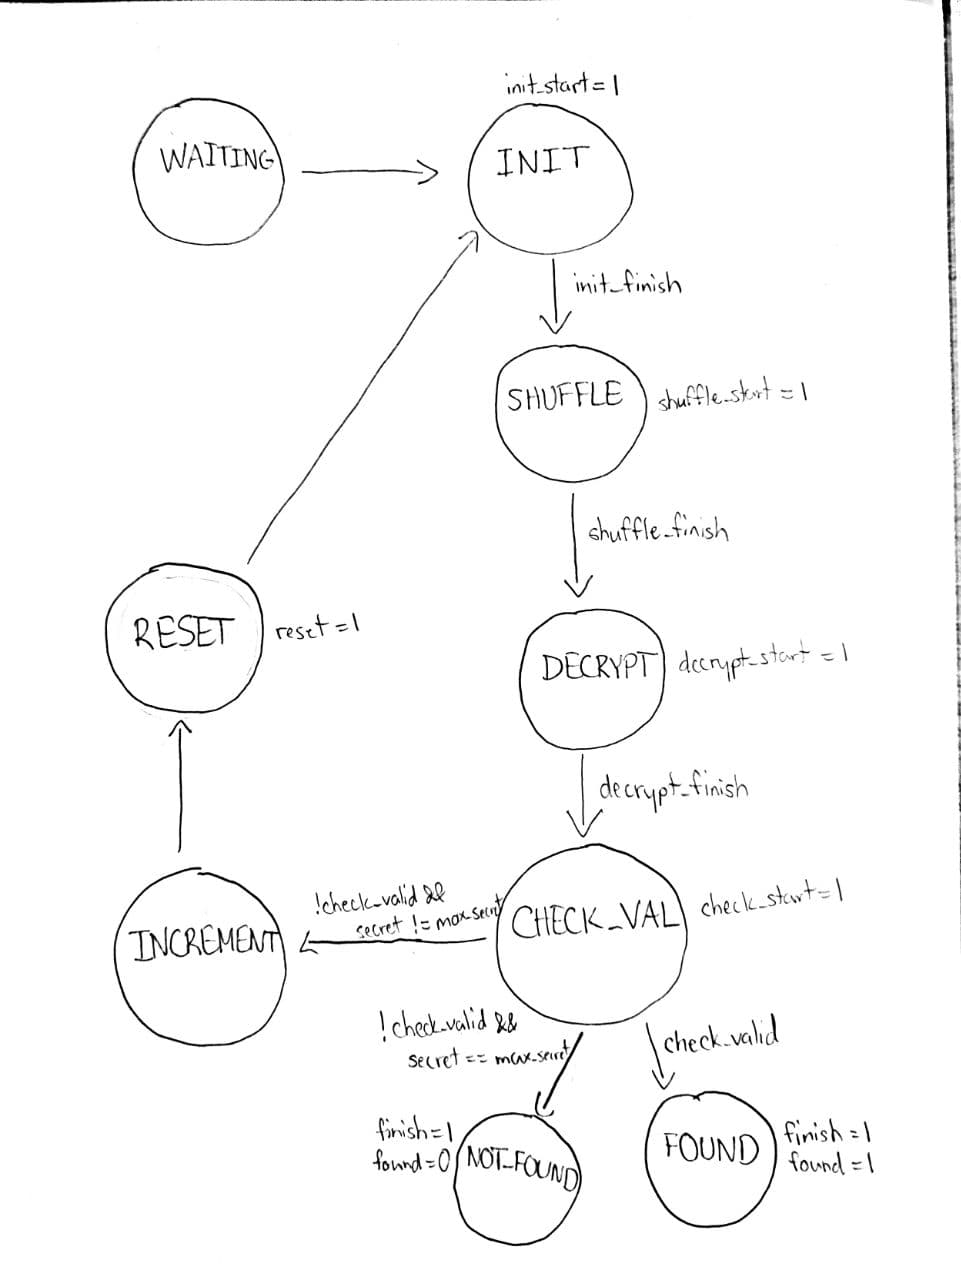 init_start=1
WAITING
INIT
init_finish
SHUFFLE
shuffle_start=1
shuffle_finish
RESET
reset=1
DECRYPT
decrypt_start=1
decrypt_finish
!check_valid &&
secret != max_secret
INCREMENT
CHECK_VAL
check_start=1
!check_valid &&
secret == max_secret
check_valid
finish=1
found=0
NOT_FOUND
FOUND
finish=1
found=1